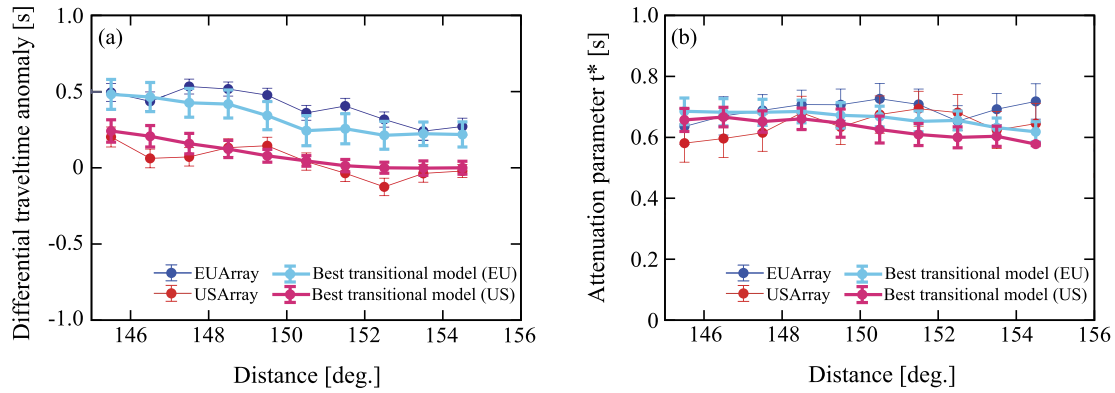 Differential traveltime anomaly [s]
1.0
0.5
0
-0.5
-1.0
(a)
EUArray
USArray
Best transitional model (EU)
Best transitional model (US)
146
148
150
152
154
156
Distance [deg.]
Attenuation parameter t* [s]
1.0
0.8
0.6
0.4
0.2
0
(b)
EUArray
USArray
Best transitional model (EU)
Best transitional model (US)
146
148
150
152
154
156
Distance [deg.]